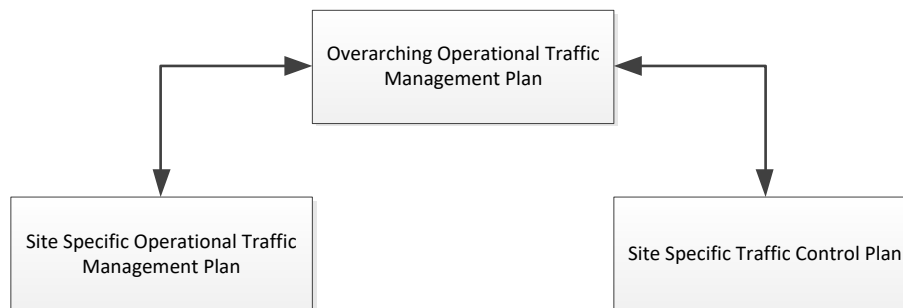 Overarching Operational Traffic
Management Plan
Site Specific Operational Traffic
Management Plan
Site Specific Traffic Control Plan